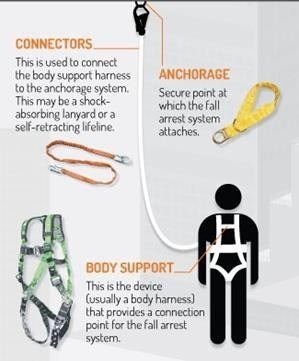 CONNECTORS
This is used to connect
the body support harness
to the anchorage system.
This may be a shock-
absorbing lanyard or a
self-retracting lifeline.
ANCHORAGE
Secure point at
which the fall
arrest system
attaches.
BODY SUPPORT
This is the device
(usually a body harness)
that provides a connection
point for the fall arrest
system.